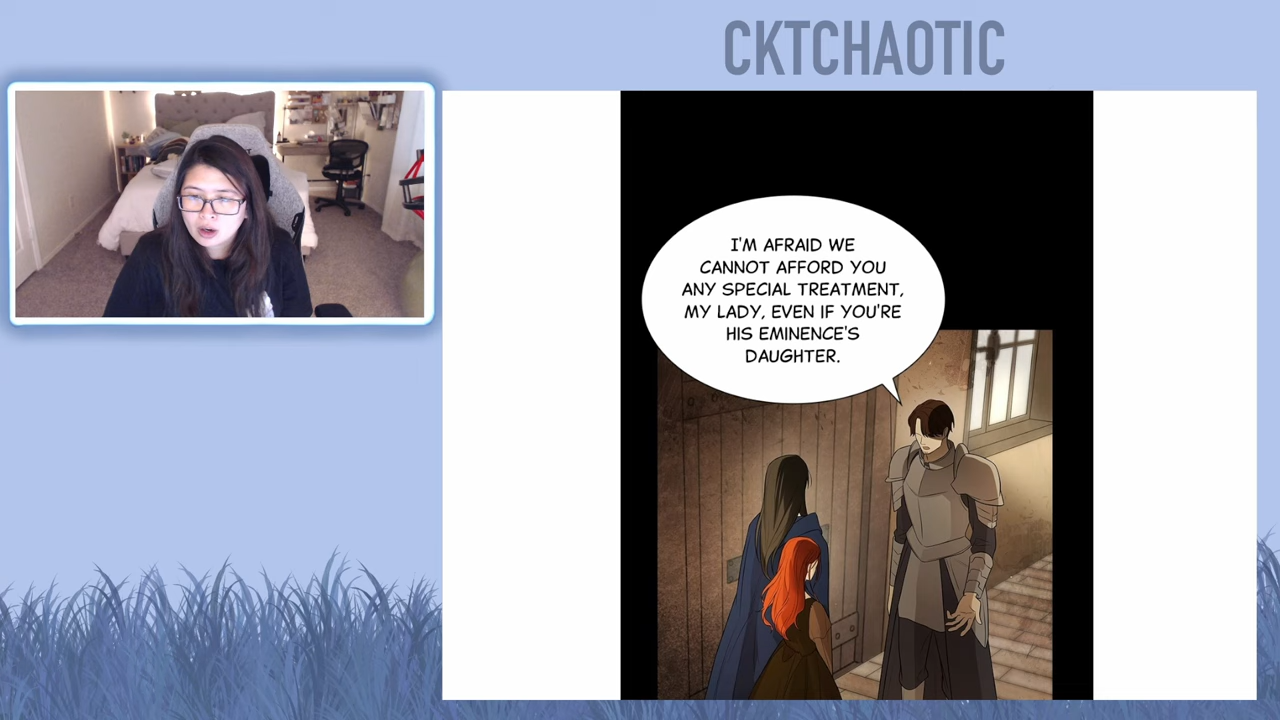 CKTCHAOTIC
I'M AFRAID WE
CANNOT AFFORD YOU
ANY SPECIAL TREATMENT,
MY LADY, EVEN IF YOU'RE
HIS EMINENCE'S
DAUGHTER.